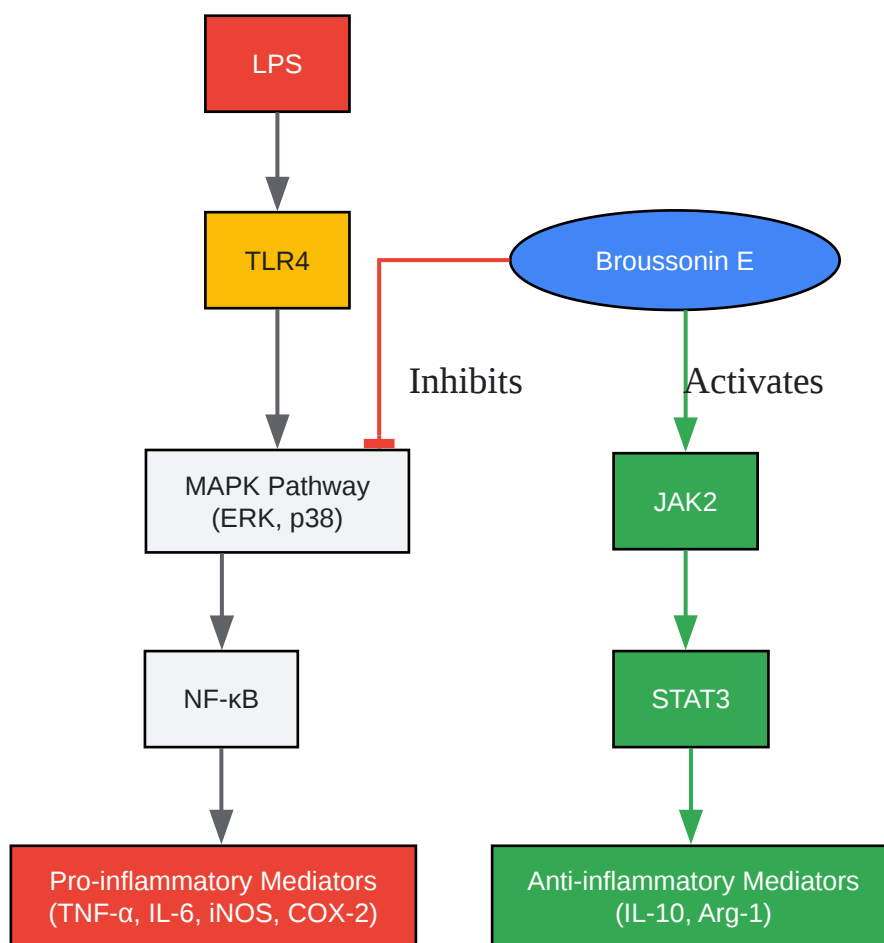 LPS
TLR4
Broussonin E
Inhibits
Activates
MAPK Pathway
(ERK, p38)
JAK2
NF-κB
STAT3
Pro-inflammatory Mediators
(TNF-α, IL-6, iNOS, COX-2)
Anti-inflammatory Mediators
(IL-10, Arg-1)